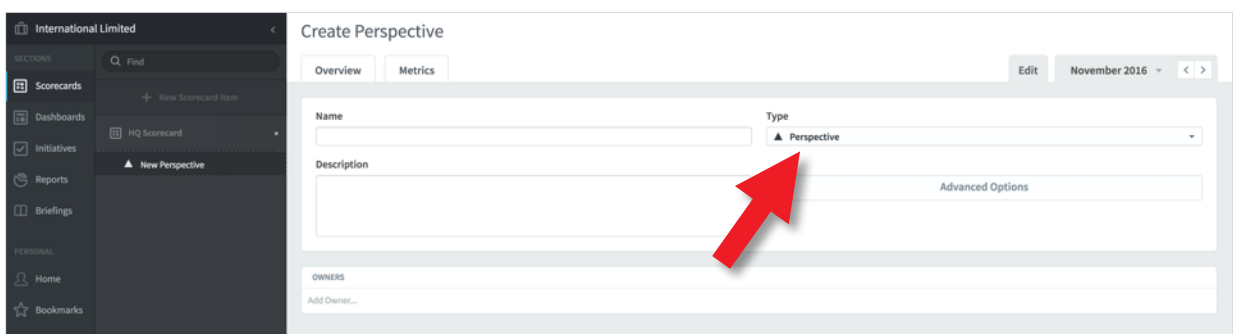 International Limited
SECTIONS
Scorecards
Dashboards
Initiatives
Reports
Briefings
PERSONAL
Home
Bookmarks
Find
New Scorecard Item
HQ Scorecard
New Perspective
Create Perspective
Overview Metrics Edit November 2016
Name Type
Perspective
Description
Advanced Options
OWNERS
Add Owner...